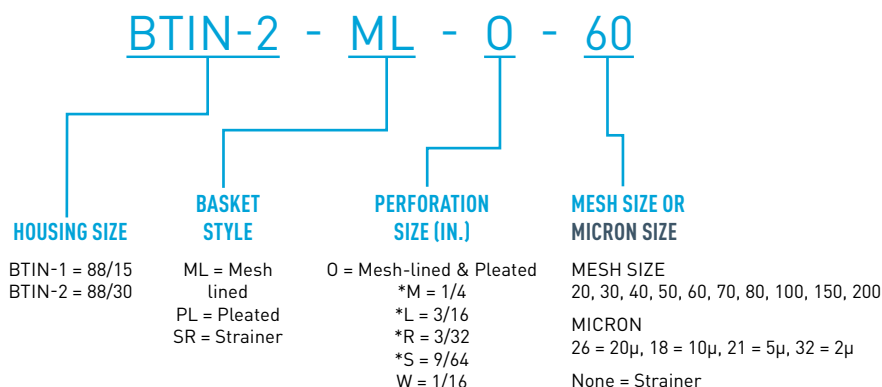 BTIN-2 - ML - O - 60
HOUSING SIZE
BTIN-1 = 88/15
BTIN-2 = 88/30
BASKET
STYLE
ML = Mesh
lined
PL = Pleated
SR = Strainer
PERFORATION
SIZE (IN.)
O = Mesh-lined & Pleated
*M = 1/4
*L = 3/16
*R = 3/32
*S = 9/64
W = 1/16
MESH SIZE OR
MICRON SIZE
MESH SIZE
20, 30, 40, 50, 60, 70, 80, 100, 150, 200
MICRON
26 = 20µ, 18 = 10µ, 21 = 5µ, 32 = 2µ
None = Strainer